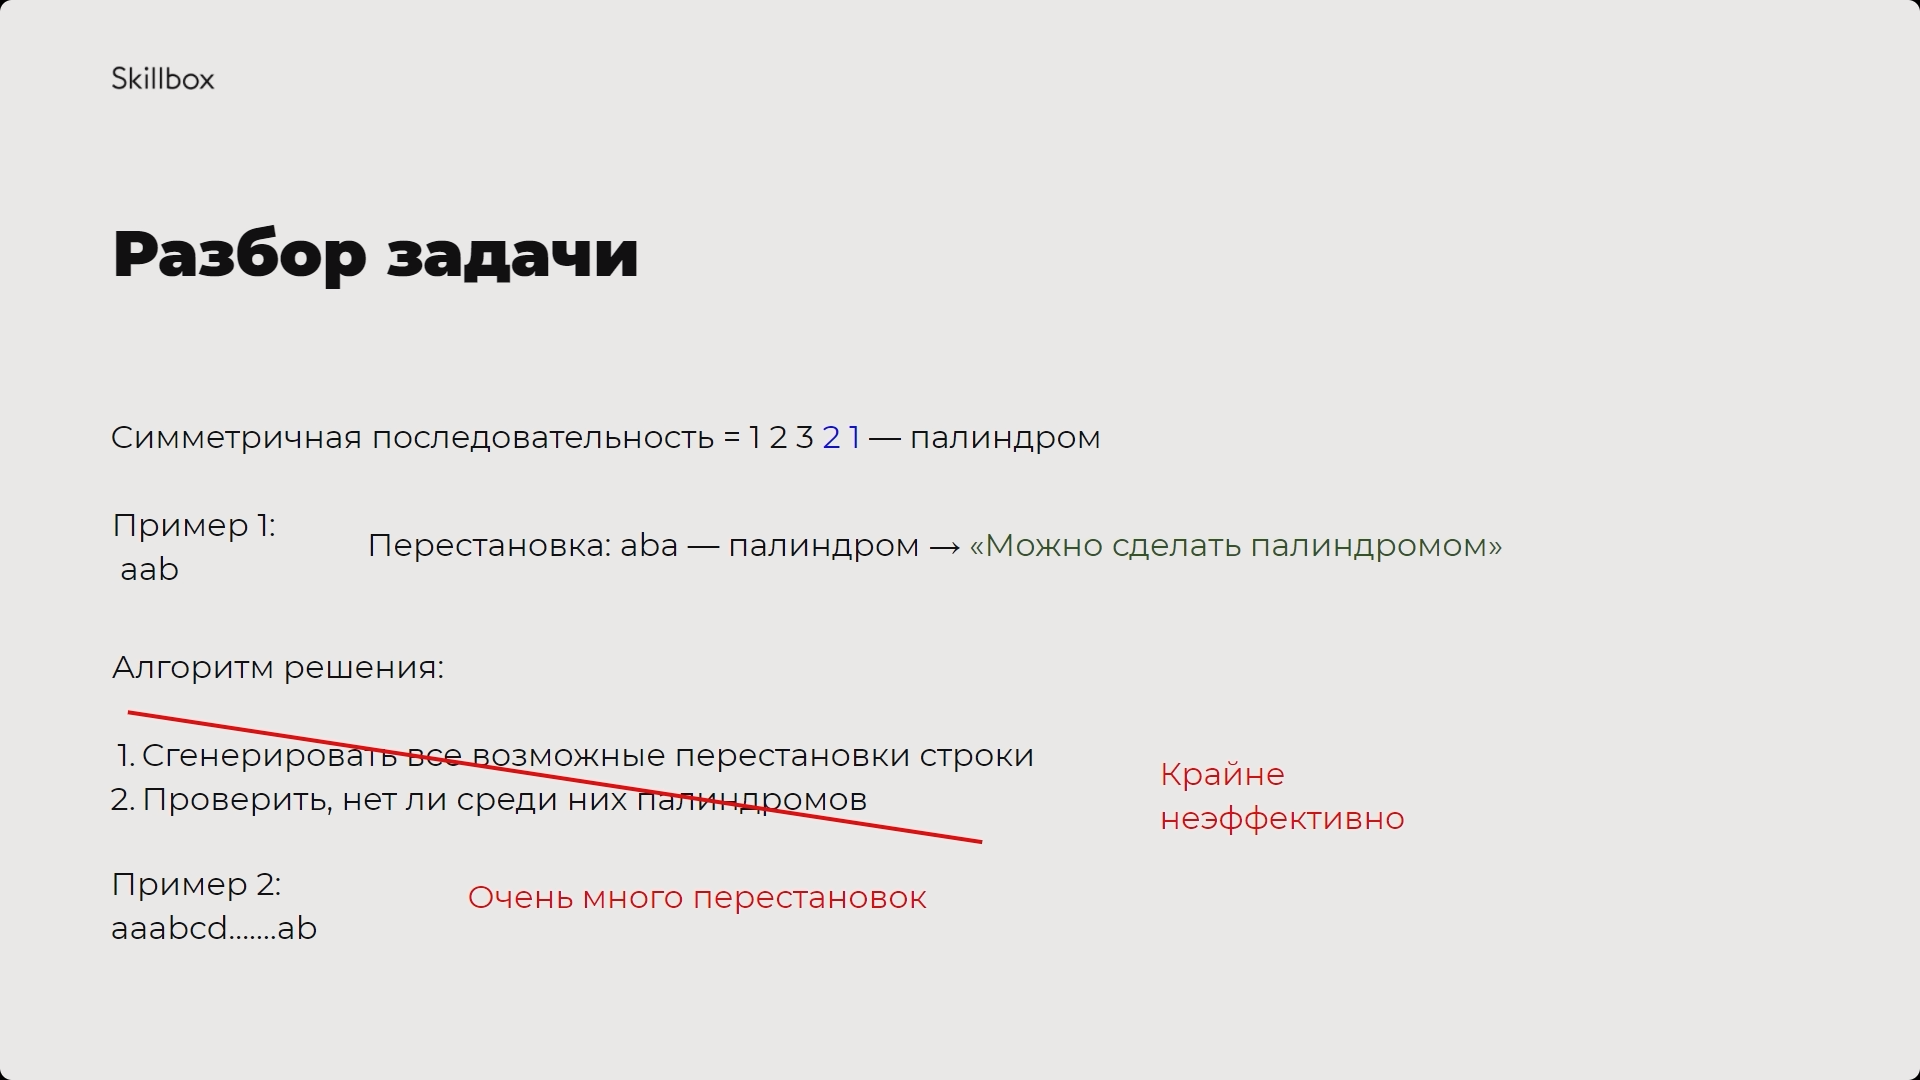 Skillbox
Разбор задачи
Симметричная последовательность = 1 2 3 2 1 — палиндром
Пример 1:
aab
Перестановка: aba — палиндром → «Можно сделать палиндромом»
Алгоритм решения:
1. Сгенерировать все возможные перестановки строки
2. Проверить, нет ли среди них палиндромов
Крайне
неэффективно
Пример 2:
aaabcd.......ab
Очень много перестановок